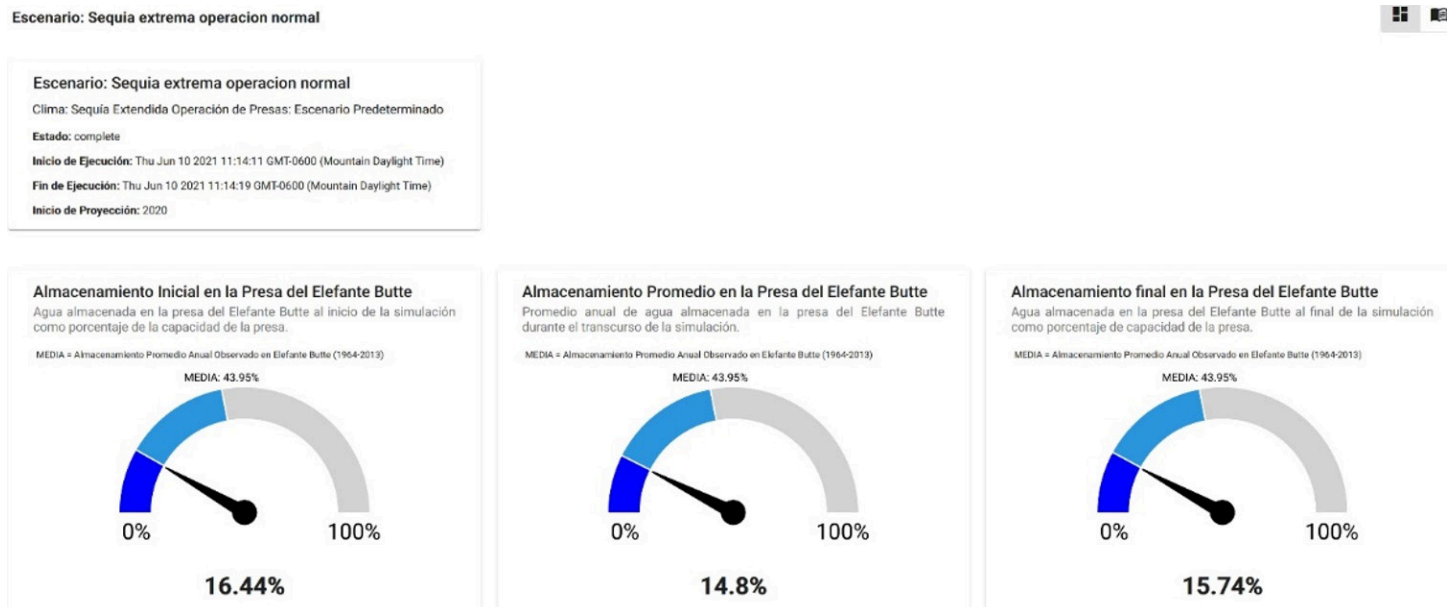 Escenario: Sequia extrema operacion normal
Escenario: Sequia extrema operacion normal
Clima: Sequía Extendida Operación de Presas: Escenario Predeterminado
Estado: complete
Inicio de Ejecución: Thu Jun 10 2021 11:14:11 GMT-0600 (Mountain Daylight Time)
Fin de Ejecución: Thu Jun 10 2021 11:14:19 GMT-0600 (Mountain Daylight Time)
Inicio de Proyección: 2020
Almacenamiento Inicial en la Presa del Elefante Butte
Agua almacenada en la presa del Elefante Butte al inicio de la simulación
como porcentaje de la capacidad de la presa.
MEDIA = Almacenamiento Promedio Anual Observado en Elefante Butte (1964-2013)
MEDIA: 43.95%
0%
100%
16.44%
Almacenamiento Promedio en la Presa del Elefante Butte
Promedio anual de agua almacenada en la presa del Elefante Butte
durante el transcurso de la simulación.
MEDIA = Almacenamiento Promedio Anual Observado en Elefante Butte (1964-2013)
MEDIA: 43.95%
0%
100%
14.8%
Almacenamiento final en la Presa del Elefante Butte
Agua almacenada en la presa del Elefante Butte al final de la simulación
como porcentaje de capacidad de la presa.
MEDIA = Almacenamiento Promedio Anual Observado en Elefante Butte (1964-2013)
MEDIA: 43.95%
0%
100%
15.74%